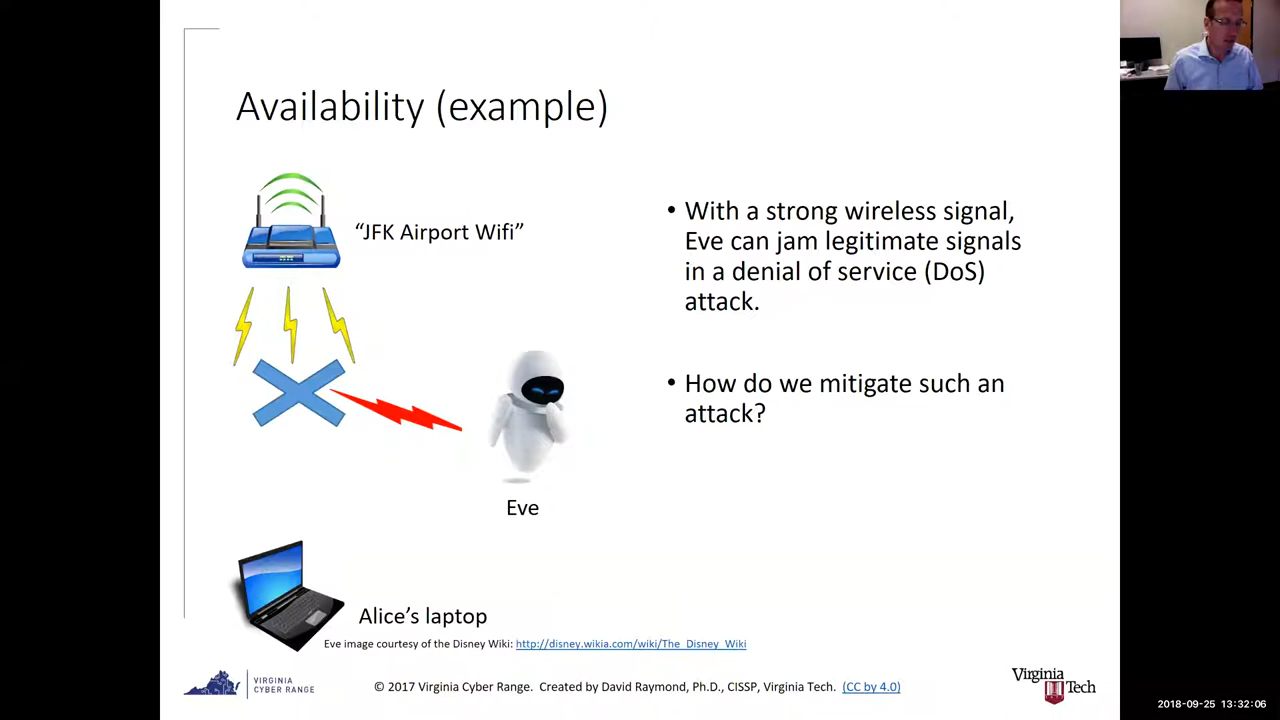 Availability (example)
“JFK Airport Wifi”
• With a strong wireless signal,
Eve can jam legitimate signals
in a denial of service (DoS)
attack.
• How do we mitigate such an
attack?
Eve
Alice’s laptop
Eve image courtesy of the Disney Wiki: http://disney.wikia.com/wiki/The_Disney_Wiki
VIRGINIA
CYBER RANGE
© 2017 Virginia Cyber Range. Created by David Raymond, Ph.D., CISSP, Virginia Tech. (CC by 4.0)
Virginia
Tech
2018-09-25 13:32:06